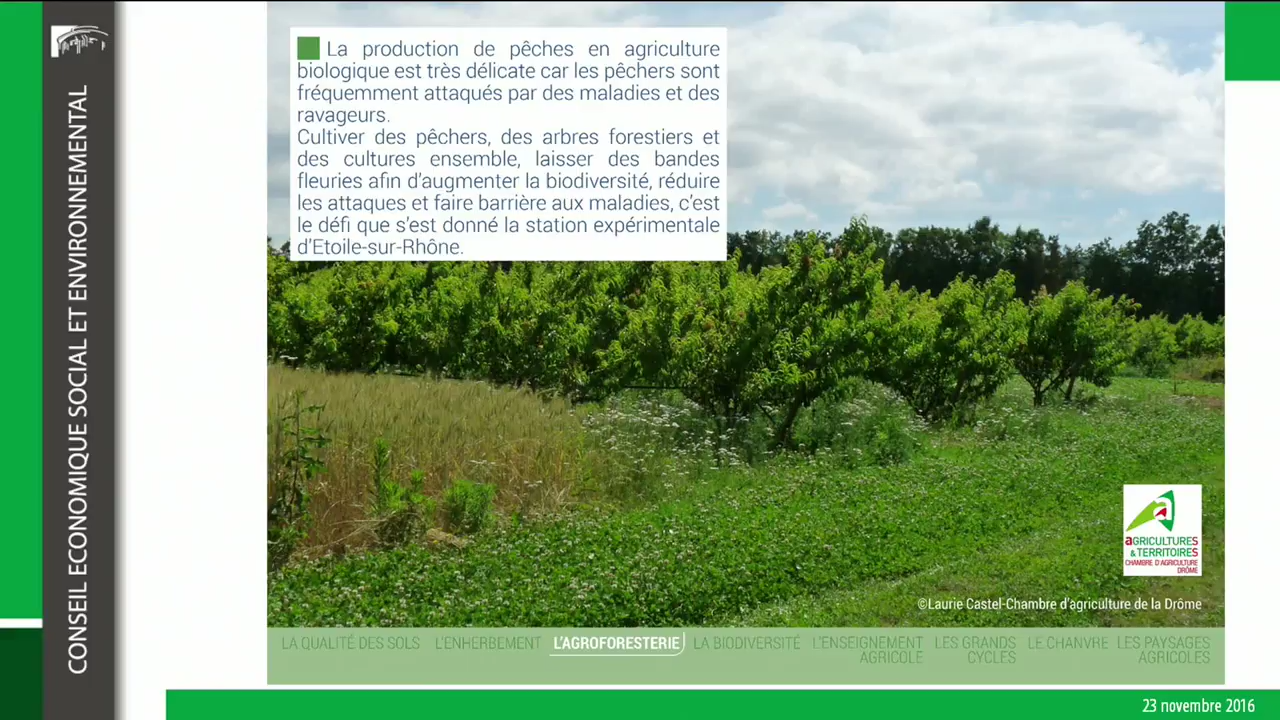 CONSEIL ECONOMIQUE SOCIAL ET ENVIRONNEMENTAL
La production de pêches en agriculture
biologique est très délicate car les pêchers sont
fréquemment attaqués par des maladies et des
ravageurs.
Cultiver des pêchers, des arbres forestiers et
des cultures ensemble, laisser des bandes
fleuries afin d'augmenter la biodiversité, réduire
les attaques et faire barrière aux maladies, c'est
le défi que s'est donné la station expérimentale
d'Etoile-sur-Rhône.
aGRICULTURES
& TERRITOIRES
CHAMBRE D'AGRICULTURE
DRÔME
©Laurie Castel-Chambre d'agriculture de la Drôme
LA QUALITÉ DES SOLS L'ENHERBEMENT L'AGROFORESTERIE LA BIODIVERSITÉ L'ENSEIGNEMENT LES GRANDS LE CHANVRE LES PAYSAGES
AGRICOLE CYCLES AGRICOLES
23 novembre 2016